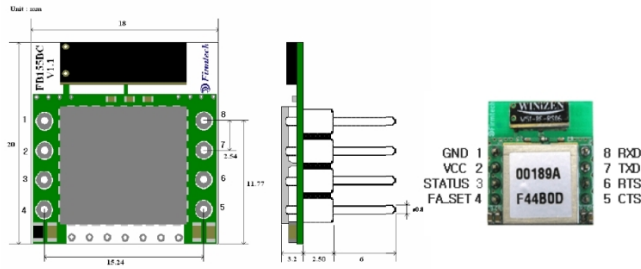 Unit : mm
18
FB155BC
V1.1
Firmtech
1
2
3
4
8
7
6
5
20
2.54
11.77
15.24
3.2
2.50
6
ø0.8
WINIZEN
GND 1
VCC 2
STATUS 3
FA_SET 4
00189A
F44B0D
8 RXD
7 TXD
6 RTS
5 CTS